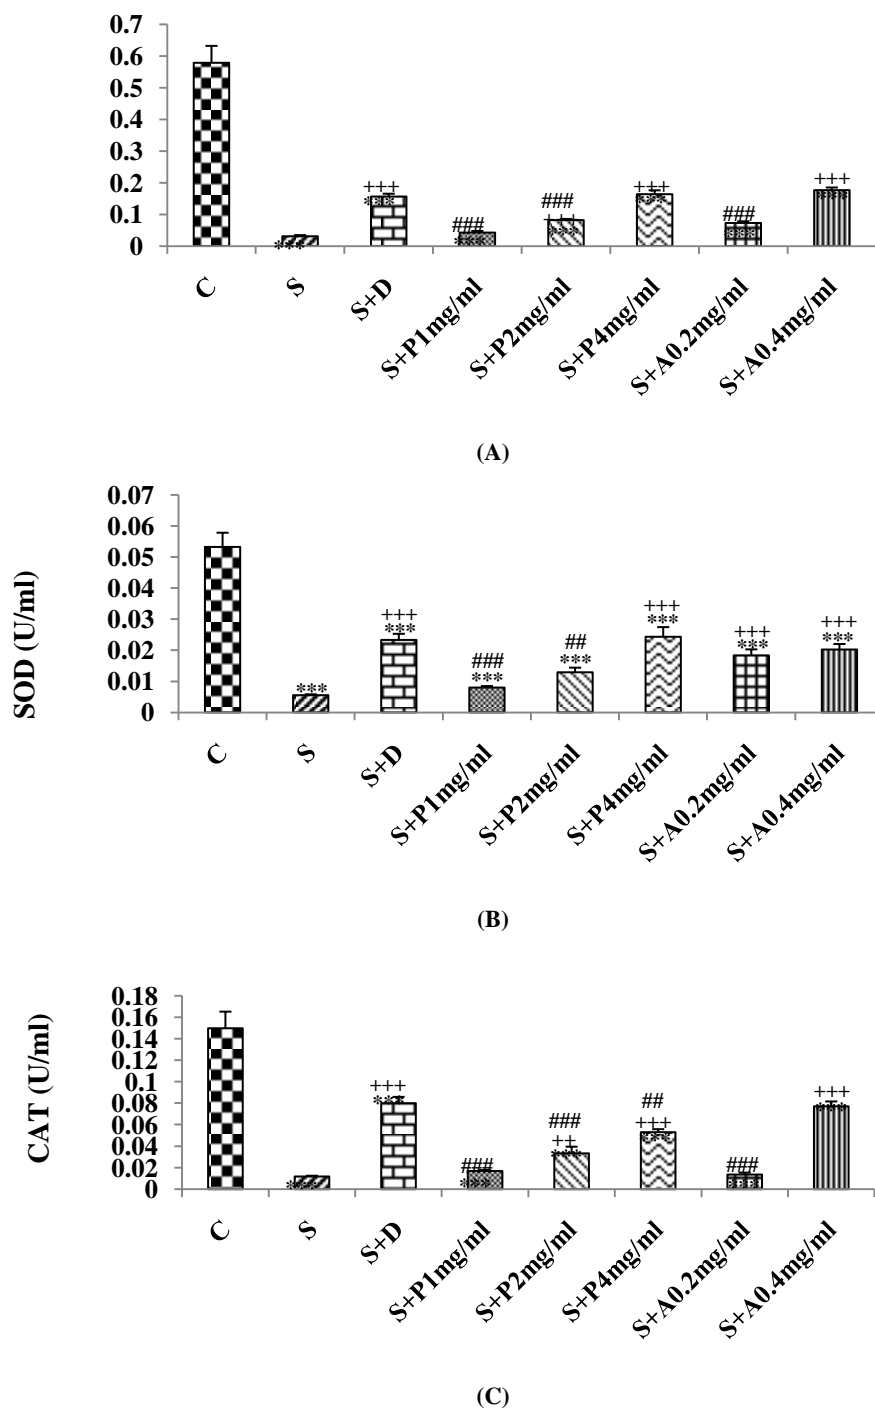 0.7
0.6
0.5
0.4
0.3
0.2
0.1
0
***
+++
***
###
***
###
+++
***
+++
***
###
***
+++
***
C
S
S+D
S+P1mg/ml
S+P2mg/ml
S+P4mg/ml
S+A0.2mg/ml
S+A0.4mg/ml
(A)
SOD (U/ml)
0.07
0.06
0.05
0.04
0.03
0.02
0.01
0
***
+++
***
###
***
##
***
+++
***
+++
***
+++
***
C
S
S+D
S+P1mg/ml
S+P2mg/ml
S+P4mg/ml
S+A0.2mg/ml
S+A0.4mg/ml
(B)
CAT (U/ml)
0.18
0.16
0.14
0.12
0.1
0.08
0.06
0.04
0.02
0
***
+++
***
###
***
###
++
***
##
+++
***
###
***
+++
***
C
S
S+D
S+P1mg/ml
S+P2mg/ml
S+P4mg/ml
S+A0.2mg/ml
S+A0.4mg/ml
(C)